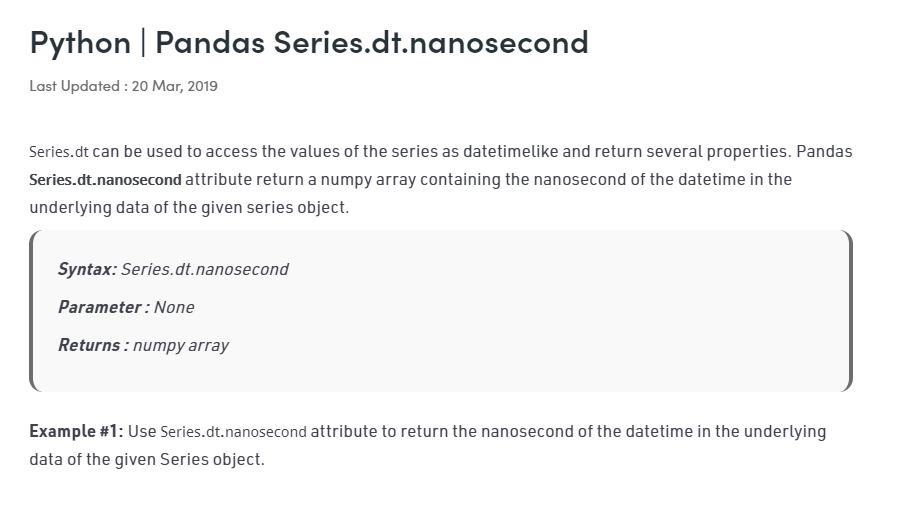 Python | Pandas Series.dt.nanosecond
Last Updated : 20 Mar, 2019
Series.dt can be used to access the values of the series as datetimelike and return several properties. Pandas
Series.dt.nanosecond attribute return a numpy array containing the nanosecond of the datetime in the
underlying data of the given series object.
Syntax: Series.dt.nanosecond
Parameter : None
Returns : numpy array
Example #1: Use Series.dt.nanosecond attribute to return the nanosecond of the datetime in the underlying
data of the given Series object.